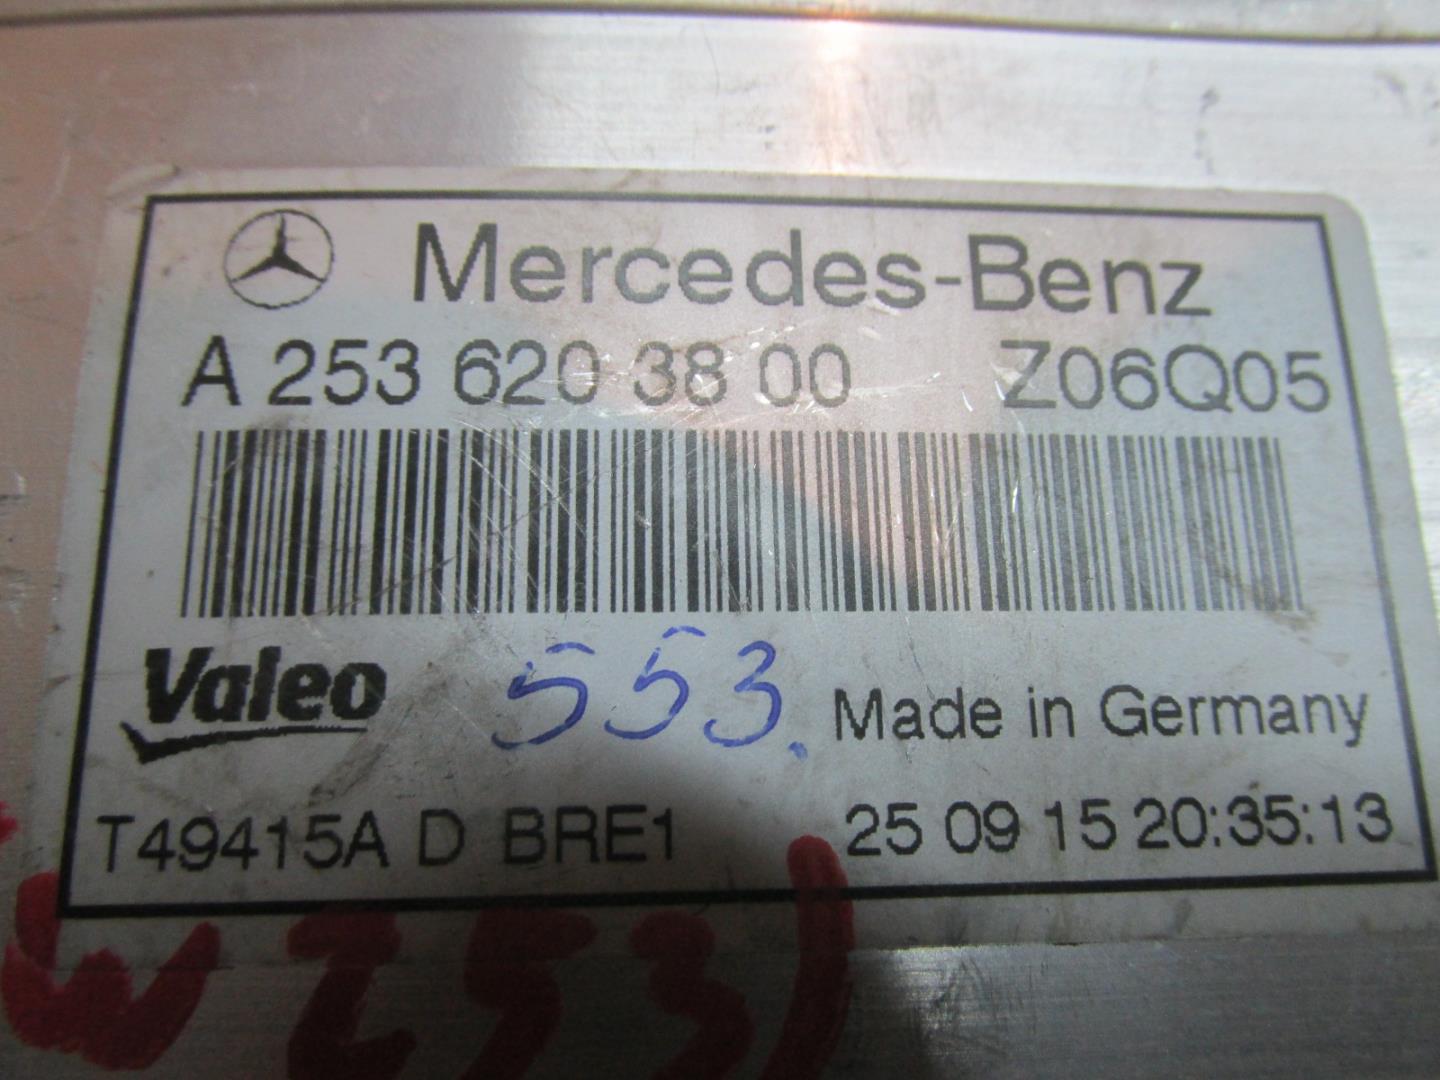 Mercedes-Benz
A 253 620 38 00 Z06Q05
Valeo 553. Made in Germany
T49415A D BRE1 25 09 15 20:35:13
W253)